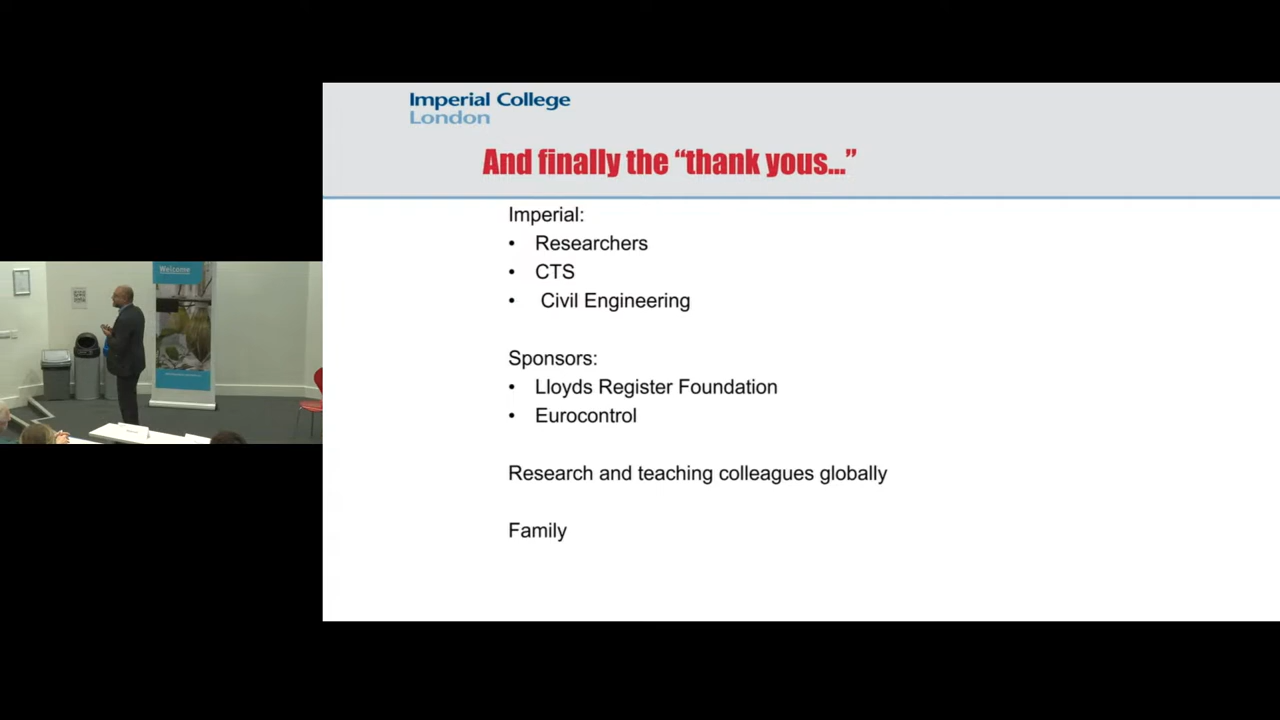 Imperial College
London
And finally the “thank yous...”
Imperial:
• Researchers
• CTS
• Civil Engineering
Sponsors:
• Lloyds Register Foundation
• Eurocontrol
Research and teaching colleagues globally
Family
Welcome